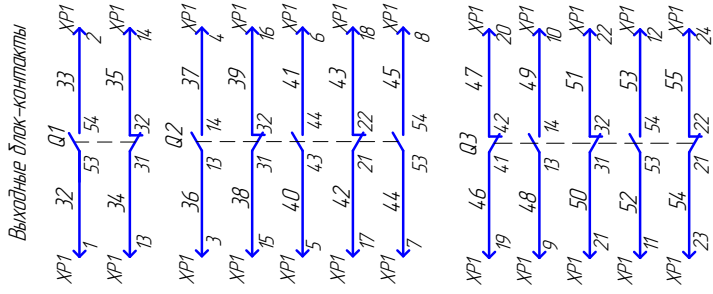 Выходные блок-контакты
XP1 1 32 53 Q1 54 33 XP1 2
XP1 13 34 31 32 35 XP1 14
XP1 3 36 13 Q2 14 37 XP1 4
XP1 15 38 31 32 39 XP1 16
XP1 5 40 43 44 41 XP1 6
XP1 17 42 21 22 43 XP1 18
XP1 7 44 53 54 45 XP1 8
XP1 19 46 41 Q3 42 47 XP1 20
XP1 9 48 13 14 49 XP1 10
XP1 21 50 31 32 51 XP1 22
XP1 11 52 53 54 53 XP1 12
XP1 23 54 21 22 55 XP1 24